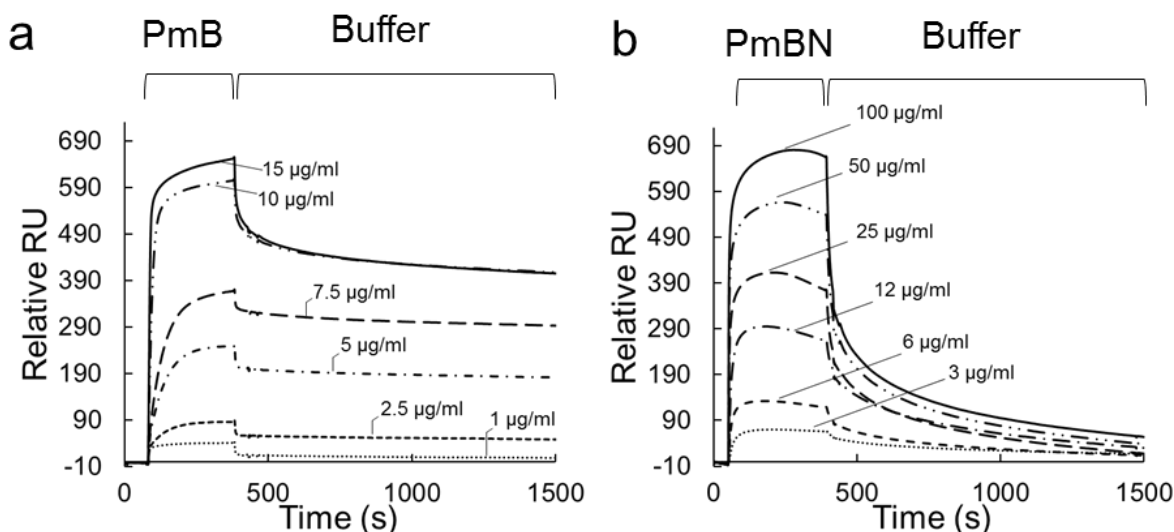 a
PmB
Buffer
Relative RU
690
590
490
390
290
190
90
-10
15 µg/ml
10 µg/ml
7.5 µg/ml
5 µg/ml
2.5 µg/ml
1 µg/ml
0
500
1000
1500
Time (s)
b
PmBN
Buffer
Relative RU
690
590
490
390
290
190
90
-10
100 µg/ml
50 µg/ml
25 µg/ml
12 µg/ml
6 µg/ml
3 µg/ml
0
500
1000
1500
Time (s)